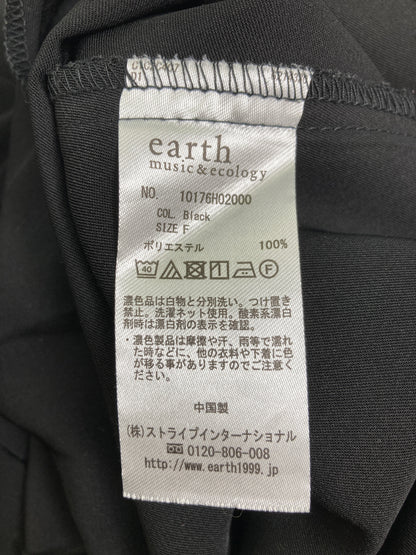 earth
music&ecology
NO. 10176H02000
COL. Black
SIZE F
ポリエステル 100%
40 F
濃色品は白物と分別洗い。つけ置き
禁止。洗濯ネット使用。酸素系漂白
剤時は漂白剤の表示を確認。
・濃色製品は摩擦や汗、雨等で濡れ
た時などに、他の衣料や下着に色
が移る事がありますのでご注意
ください。
中国製
(株)ストライプインターナショナル
0120-806-008
http://www.earth1999.jp